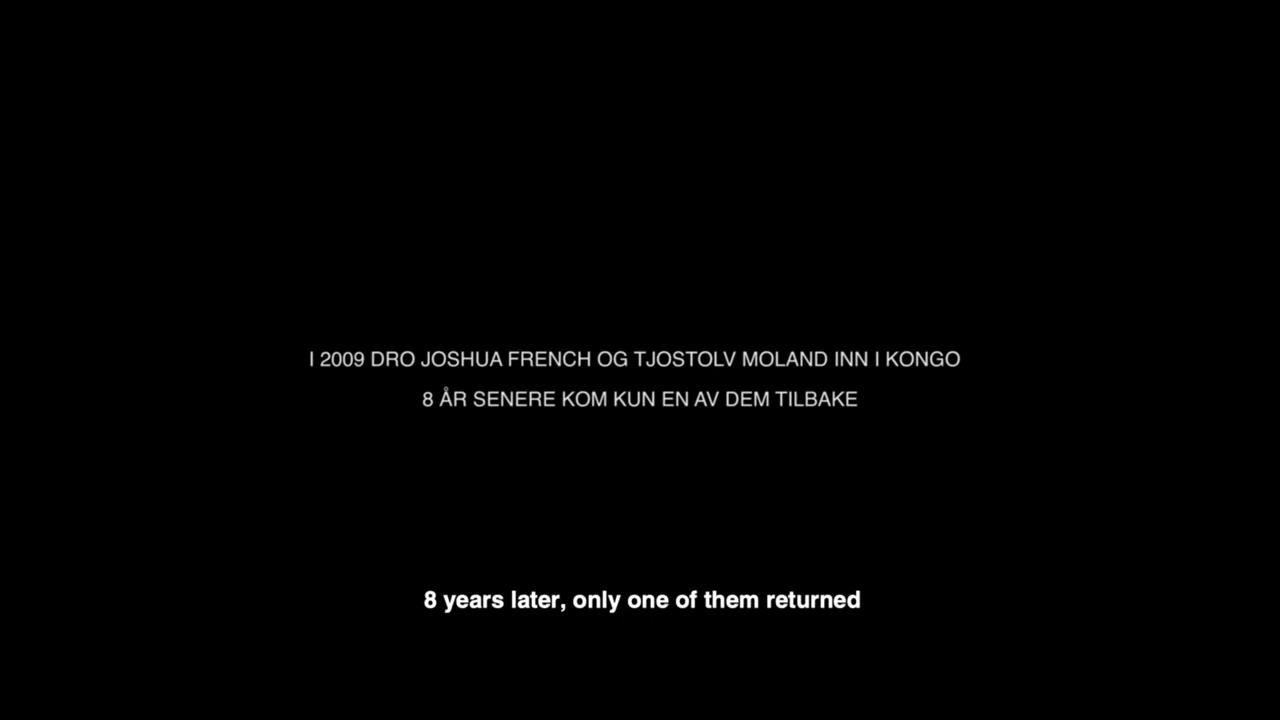 I 2009 DRO JOSHUA FRENCH OG TJOSTOLV MOLAND INN I KONGO
8 ÅR SENERE KOM KUN EN AV DEM TILBAKE
8 years later, only one of them returned